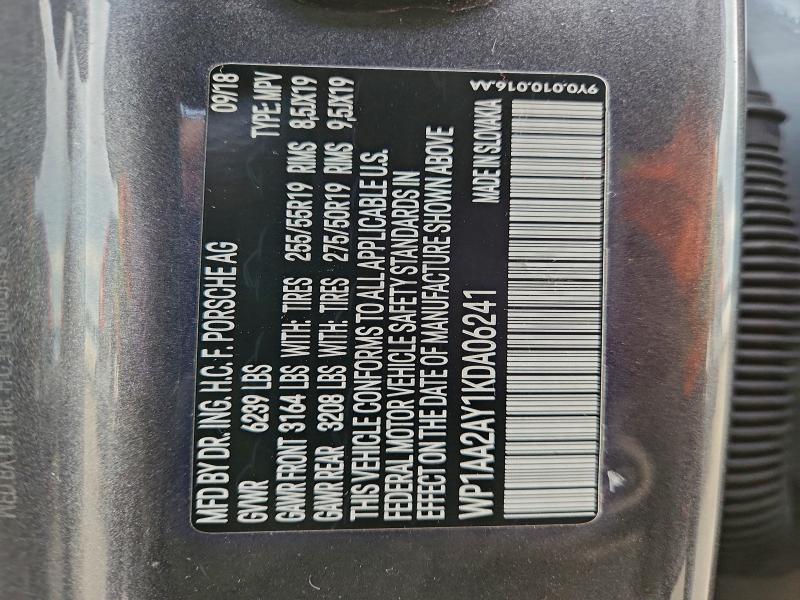 MFD BY DR. ING. H.C. F. PORSCHE AG 09/18
GVWR 6239 LBS TYPE: MPV
GAWR FRONT 3164 LBS WITH: TIRES 255/55R19 RIMS 8,5JX19
GAWR REAR 3208 LBS WITH: TIRES 275/50R19 RIMS 9,5JX19
THIS VEHICLE CONFORMS TO ALL APPLICABLE U.S.
FEDERAL MOTOR VEHICLE SAFETY STANDARDS IN
EFFECT ON THE DATE OF MANUFACTURE SHOWN ABOVE
WP1AA2AY1KDA06241 MADE IN SLOVAKIA
9Y0.010.016.AA